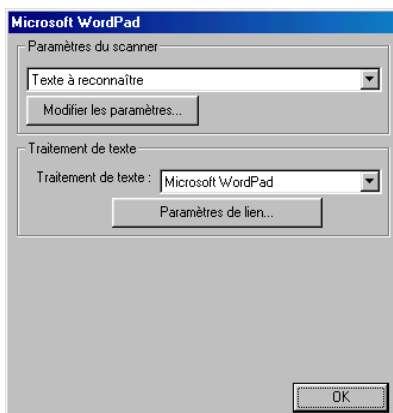 Microsoft WordPad
Paramètres du scanner
Texte à reconnaître
Modifier les paramètres...
Traitement de texte
Traitement de texte : Microsoft WordPad
Paramètres de lien...
OK